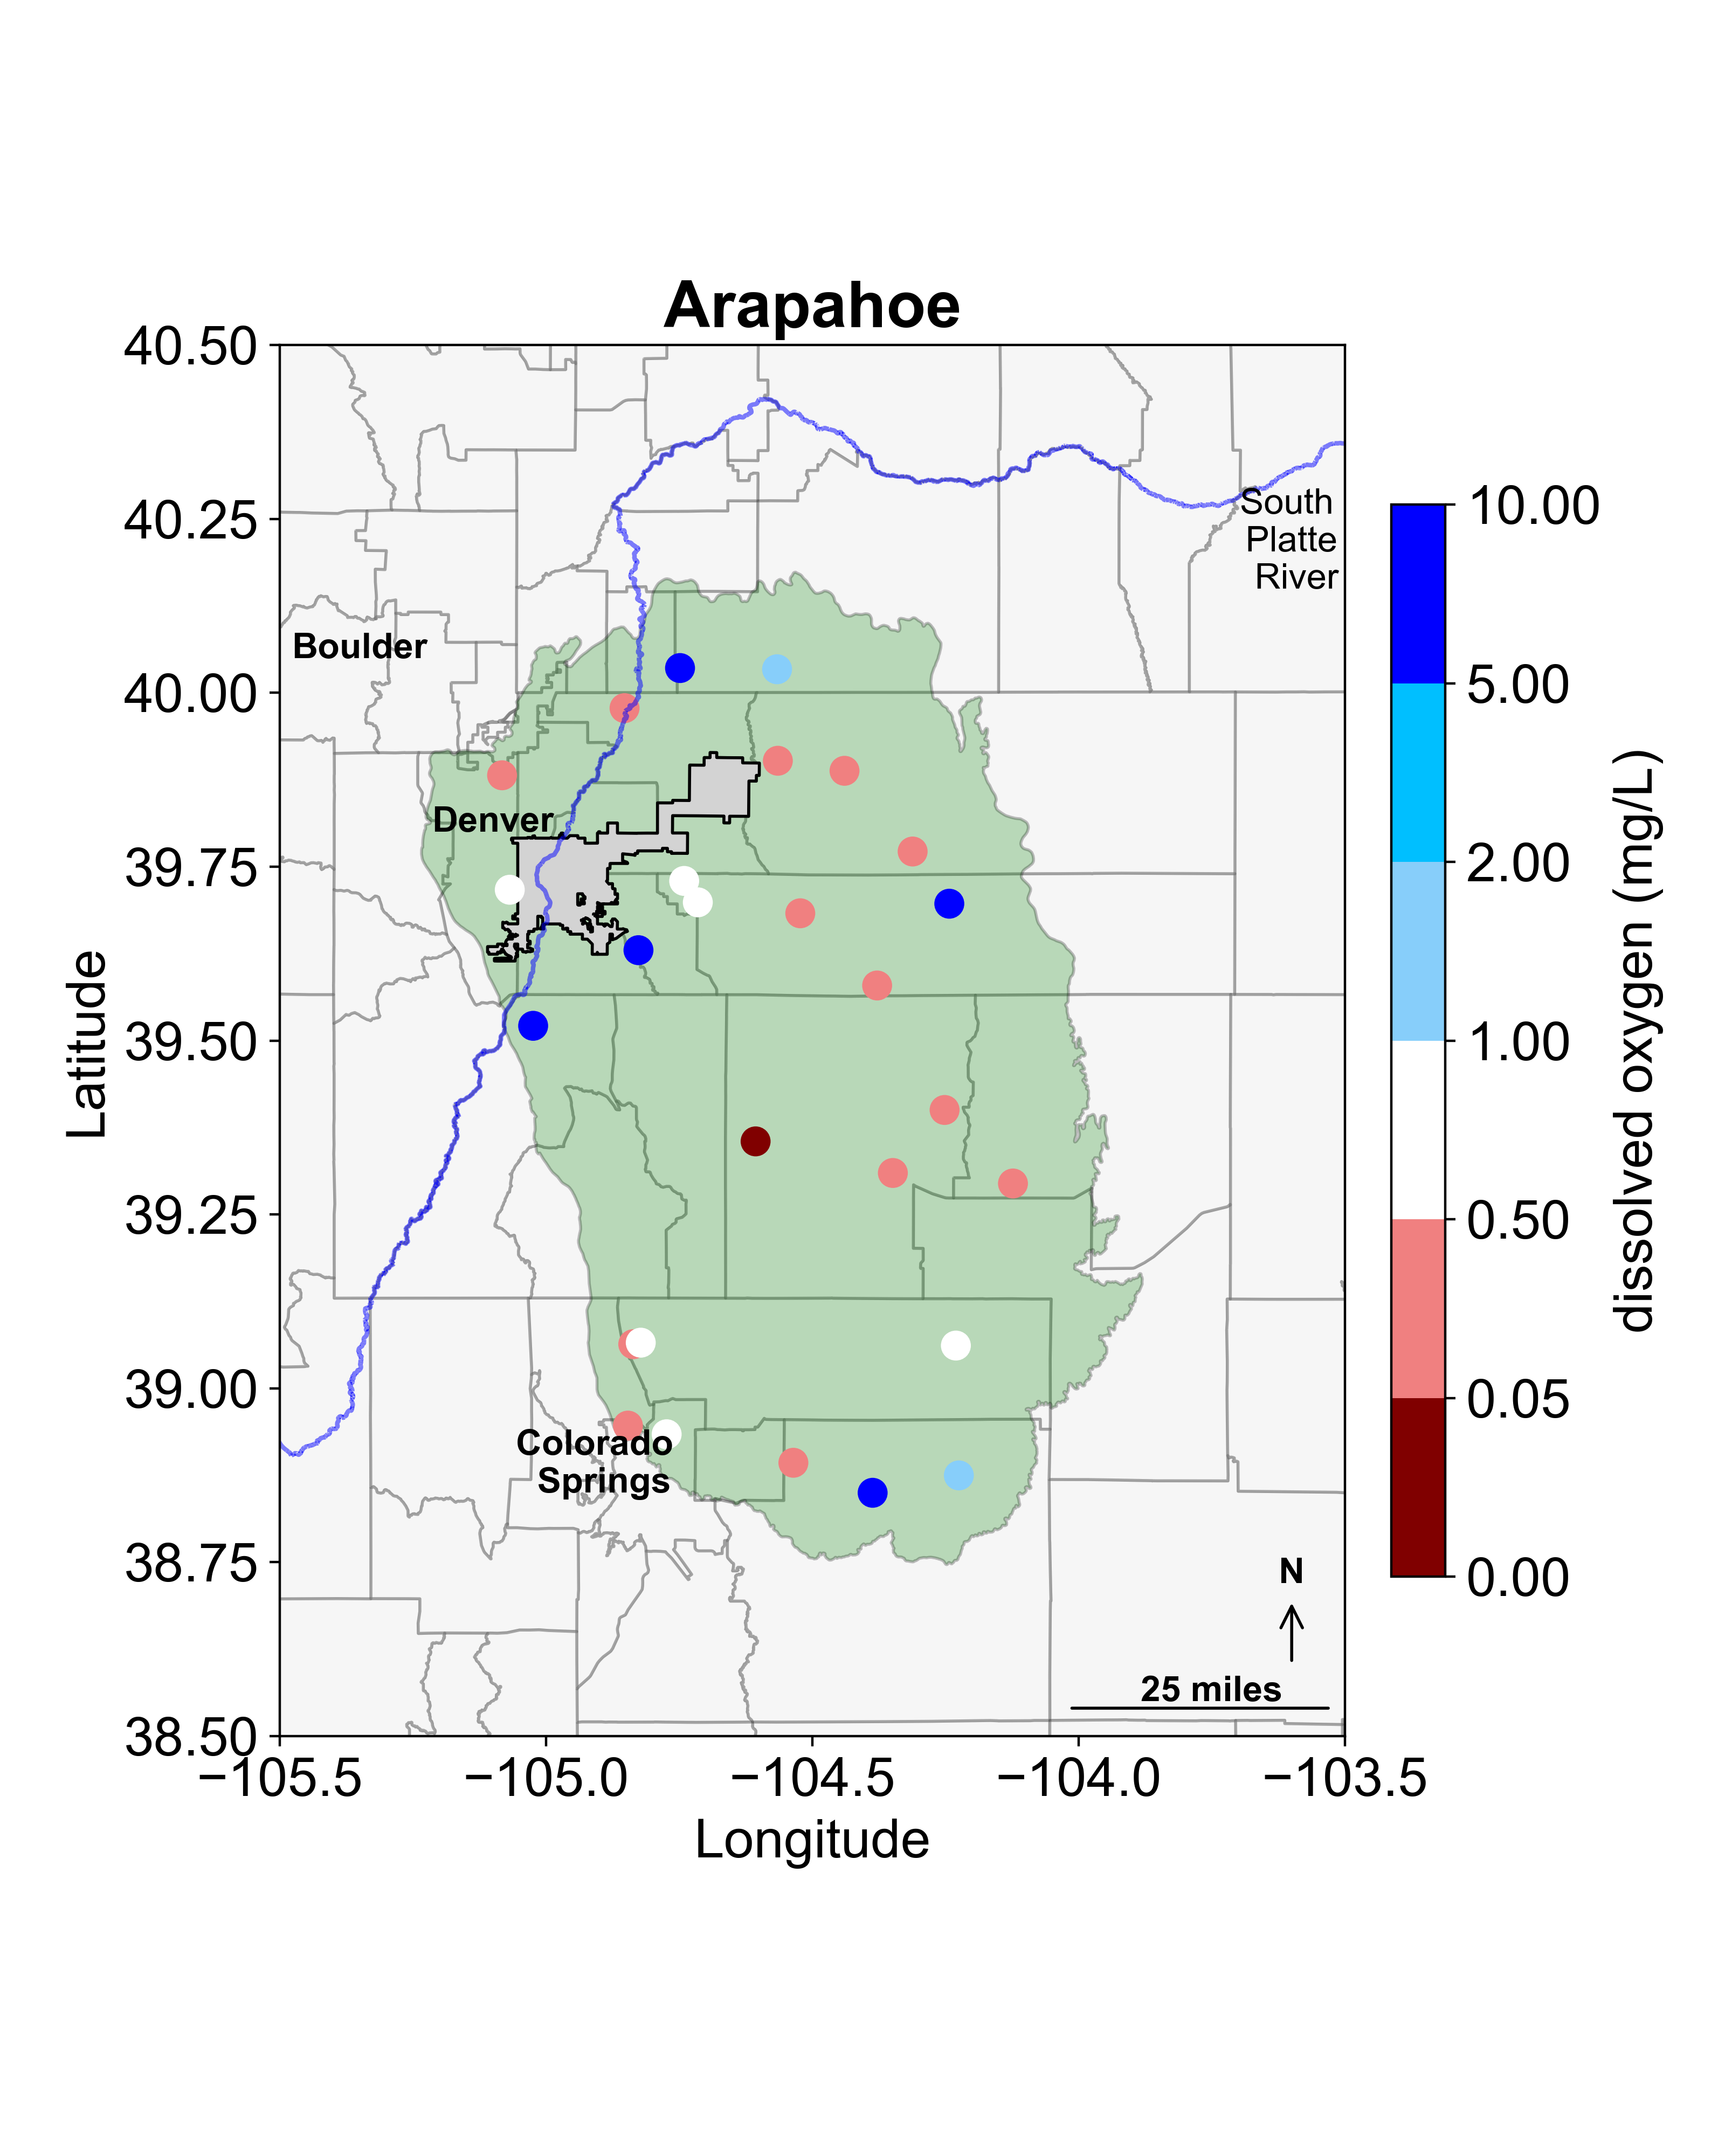 Arapahoe
40.50
40.25
40.00
39.75
39.50
39.25
39.00
38.75
38.50
Latitude
−105.5
−105.0
−104.5
−104.0
−103.5
Longitude
South
Platte
River
Boulder
Denver
Colorado
Springs
N
25 miles
10.00
5.00
2.00
1.00
0.50
0.05
0.00
dissolved oxygen (mg/L)